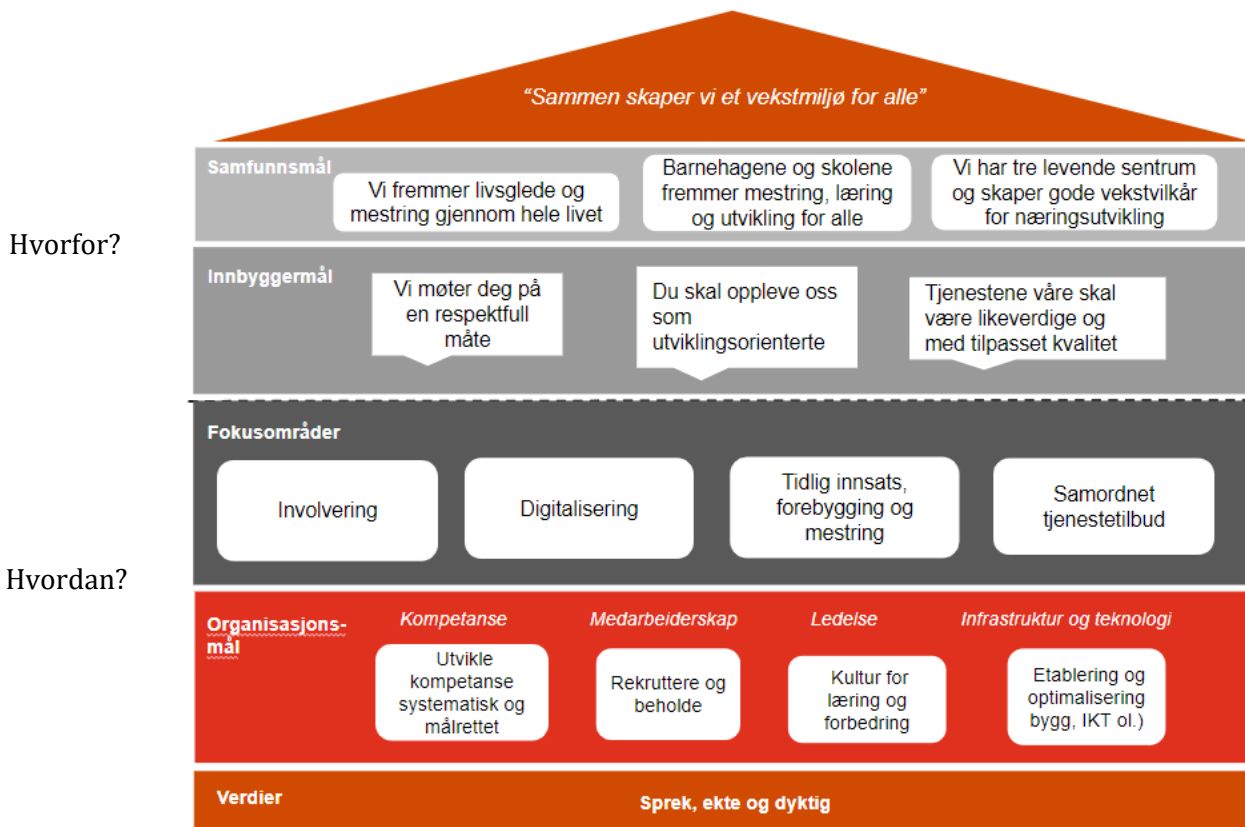 “Sammen skaper vi et vekstmiljø for alle”
Samfunnsmål
Vi fremmer livsglede og
mestring gjennom hele livet
Barnehagene og skolene
fremmer mestring, læring
og utvikling for alle
Vi har tre levende sentrum
og skaper gode vekstvilkår
for næringsutvikling
Hvorfor?
Innbyggermål
Vi møter deg på
en respektfull
måte
Du skal oppleve oss
som
utviklingsorienterte
Tjenestene våre skal
være likeverdige og
med tilpasset kvalitet
Fokusområder
Involvering
Digitalisering
Tidlig innsats,
forebygging og
mestring
Samordnet
tjenestetilbud
Hvordan?
Organisasjons-
mål
Kompetanse
Utvikle
kompetanse
systematisk og
målrettet
Medarbeiderskap
Rekruttere og
beholde
Ledelse
Kultur for
læring og
forbedring
Infrastruktur og teknologi
Etablering og
optimalisering
bygg, IKT ol.)
Verdier
Sprek, ekte og dyktig